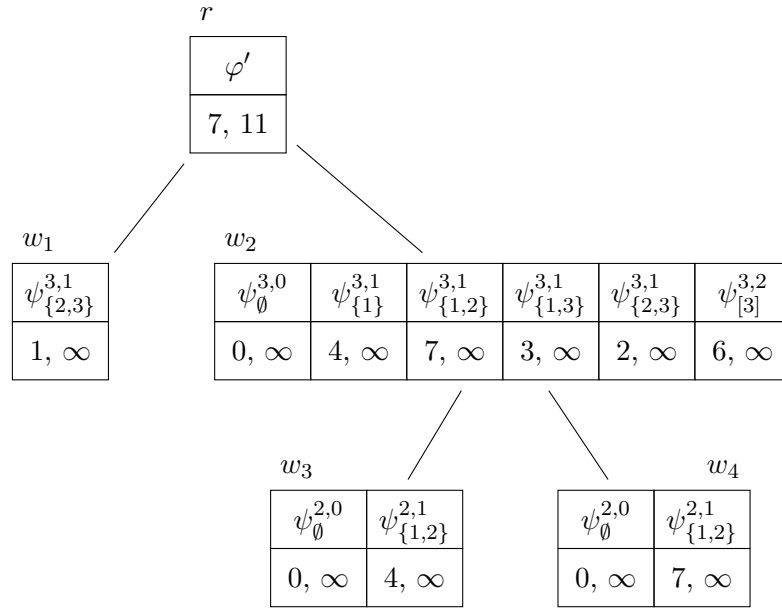 r
φ′
7, 11
w₁ w₂
ψ^{3,1}_{{2,3}} ψ^{3,0}_∅ ψ^{3,1}_{{1}} ψ^{3,1}_{{1,2}} ψ^{3,1}_{{1,3}} ψ^{3,1}_{{2,3}} ψ^{3,2}_{[3]}
1, ∞ 0, ∞ 4, ∞ 7, ∞ 3, ∞ 2, ∞ 6, ∞
w₃ w₄
ψ^{2,0}_∅ ψ^{2,1}_{{1,2}} ψ^{2,0}_∅ ψ^{2,1}_{{1,2}}
0, ∞ 4, ∞ 0, ∞ 7, ∞